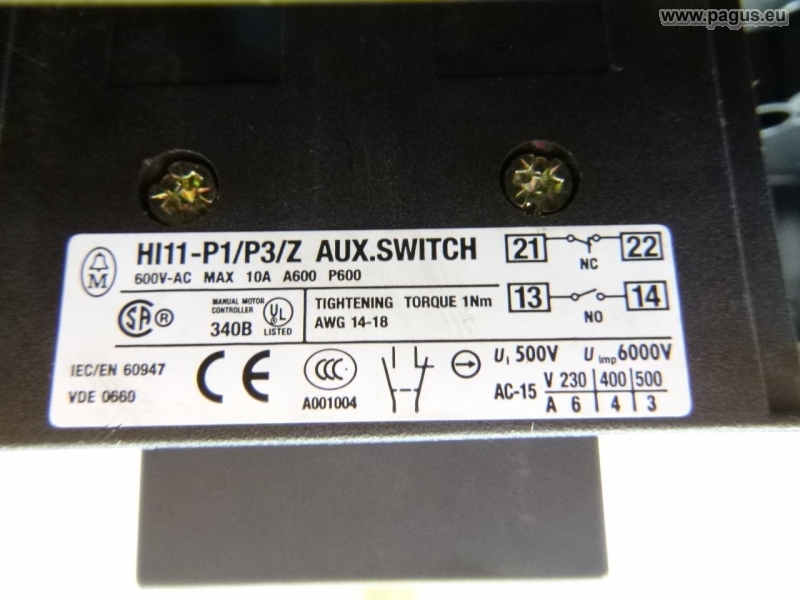 www.pagus.eu
HI11-P1/P3/Z AUX.SWITCH
600V-AC MAX 10A A600 P600
21 22
NC
13 14
NO
M
SA ®
MANUAL MOTOR
CONTROLLER
340B
UL
LISTED
TIGHTENING TORQUE 1Nm
AWG 14-18
IEC/EN 60947
VDE 0660
CE
CCC
A001004
Ui 500V Uimp 6000V
AC-15
V 230 400 500
A 6 4 3